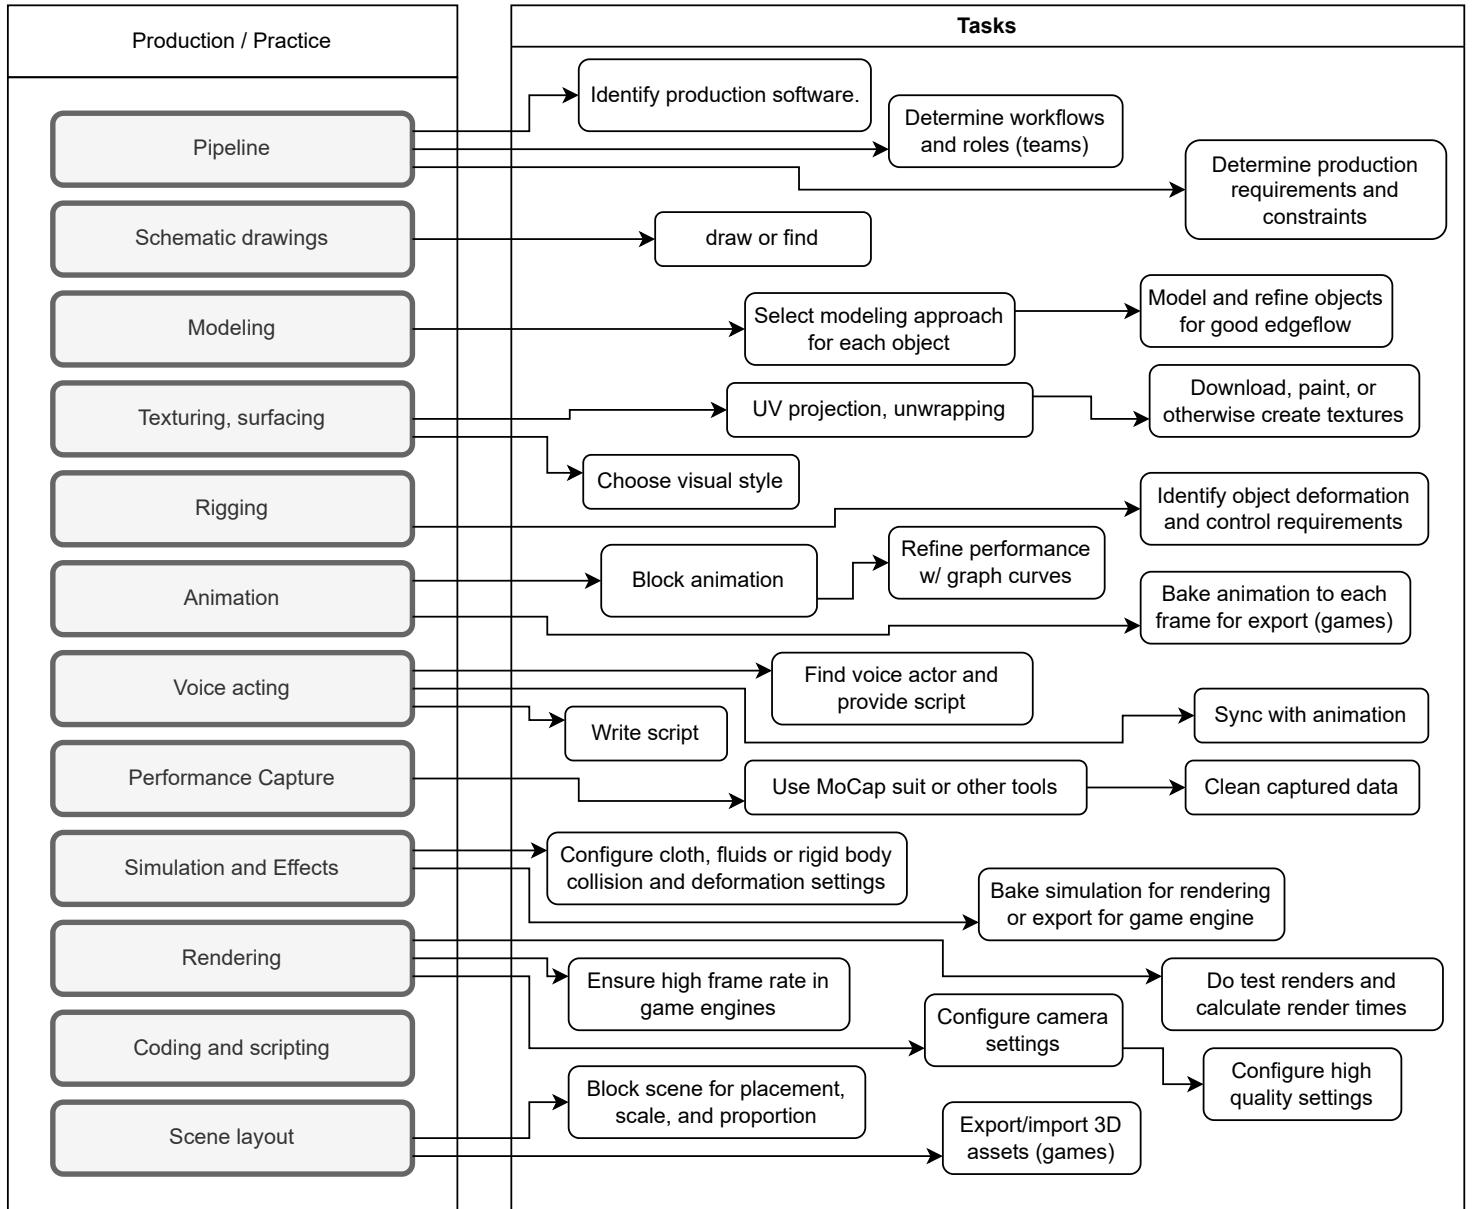 Production / Practice
Tasks
Pipeline
Identify production software.
Determine workflows
and roles (teams)
Determine production
requirements and
constraints
Schematic drawings
draw or find
Modeling
Select modeling approach
for each object
Model and refine objects
for good edgeflow
Texturing, surfacing
UV projection, unwrapping
Download, paint, or
otherwise create textures
Choose visual style
Rigging
Identify object deformation
and control requirements
Animation
Block animation
Refine performance
w/ graph curves
Bake animation to each
frame for export (games)
Voice acting
Find voice actor and
provide script
Write script
Sync with animation
Performance Capture
Use MoCap suit or other tools
Clean captured data
Simulation and Effects
Configure cloth, fluids or rigid body
collision and deformation settings
Bake simulation for rendering
or export for game engine
Rendering
Ensure high frame rate in
game engines
Do test renders and
calculate render times
Configure camera
settings
Configure high
quality settings
Coding and scripting
Scene layout
Block scene for placement,
scale, and proportion
Export/import 3D
assets (games)